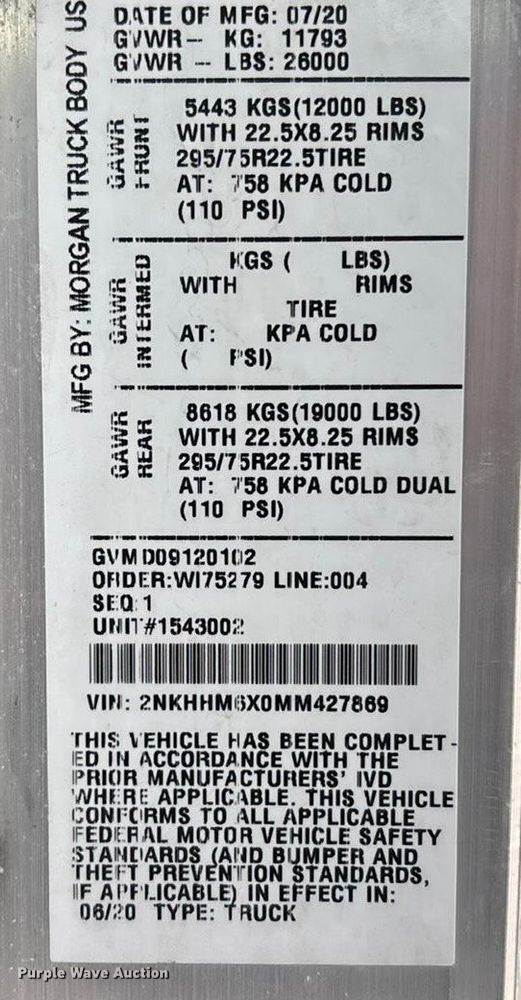 MFG BY: MORGAN TRUCK BODY US
DATE OF MFG: 07/20
GVWR-- KG: 11793
GVWR -- LBS: 26000
GAWR FRONT
5443 KGS(12000 LBS)
WITH 22.5X8.25 RIMS
295/75R22.5TIRE
AT: 758 KPA COLD
(110 PSI)
GAWR INTERMED
KGS ( LBS)
WITH RIMS
TIRE
AT: KPA COLD
( PSI)
GAWR REAR
8618 KGS(19000 LBS)
WITH 22.5X8.25 RIMS
295/75R22.5TIRE
AT: 758 KPA COLD DUAL
(110 PSI)
GVMD09120102
ORDER:WI75279 LINE:004
SEQ:1
UNIT#1543002
VIN: 2NKHHM6X0MM427869
THIS VEHICLE HAS BEEN COMPLET-
ED IN ACCORDANCE WITH THE
PRIOR MANUFACTURERS' IVD
WHERE APPLICABLE. THIS VEHICLE
CONFORMS TO ALL APPLICABLE
FEDERAL MOTOR VEHICLE SAFETY
STANDARDS (AND BUMPER AND
THEFT PREVENTION STANDARDS,
IF APPLICABLE) IN EFFECT IN:
06/20 TYPE: TRUCK
Purple Wave Auction